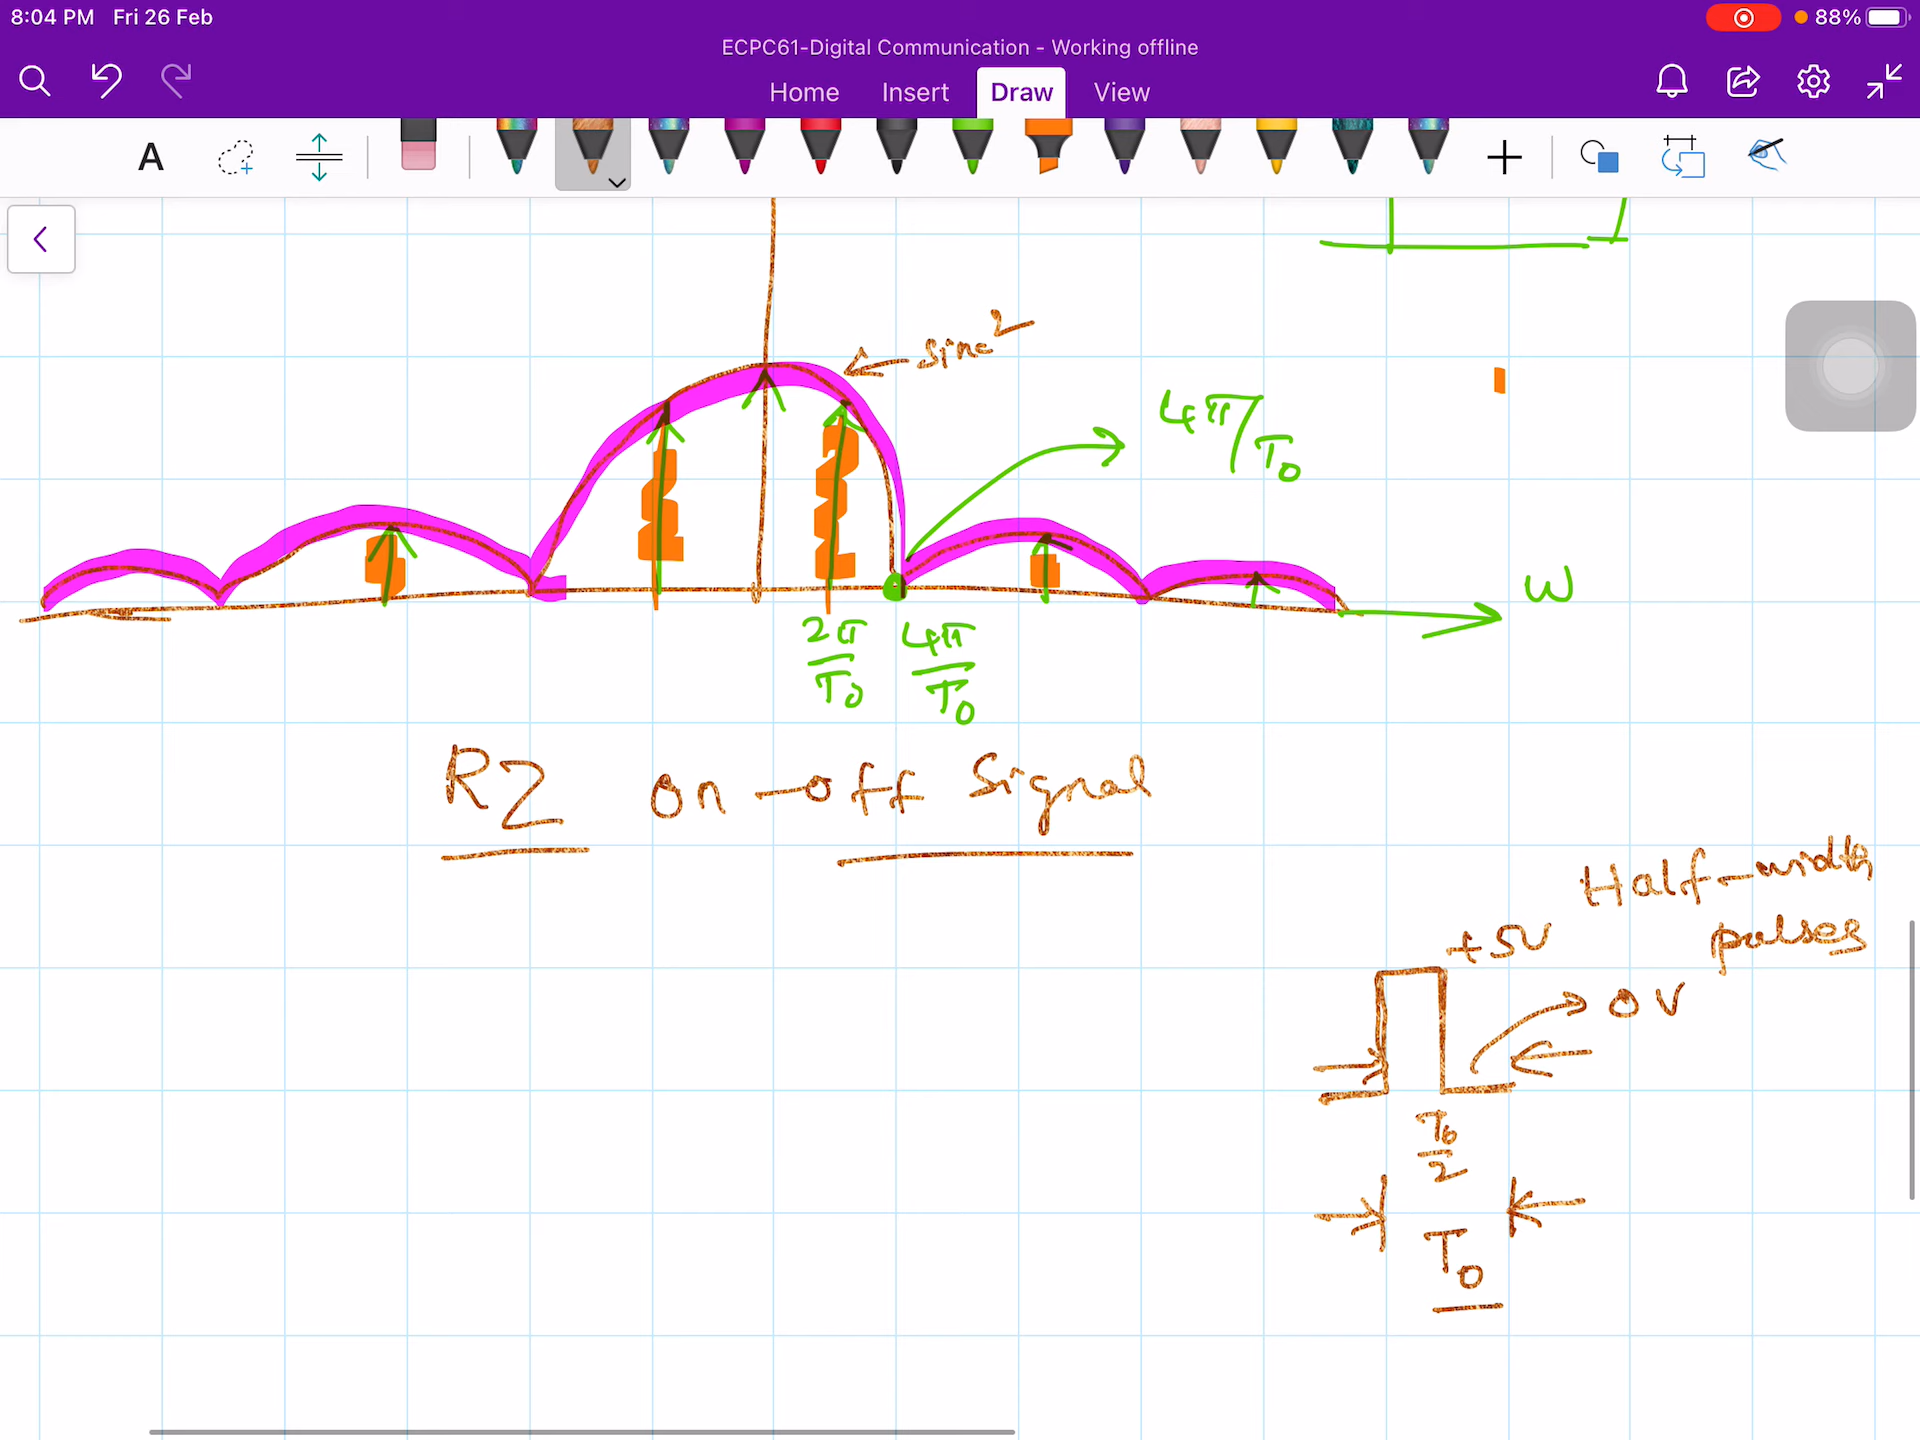 8:04 PM Fri 26 Feb
88%
ECPC61-Digital Communication - Working offline
Home Insert Draw View
A
sinc²
4π/T₀
ω
2π/T₀ 4π/T₀
RZ on-off signal
Half-width
pulses
+5V
0V
T₀/2
T₀